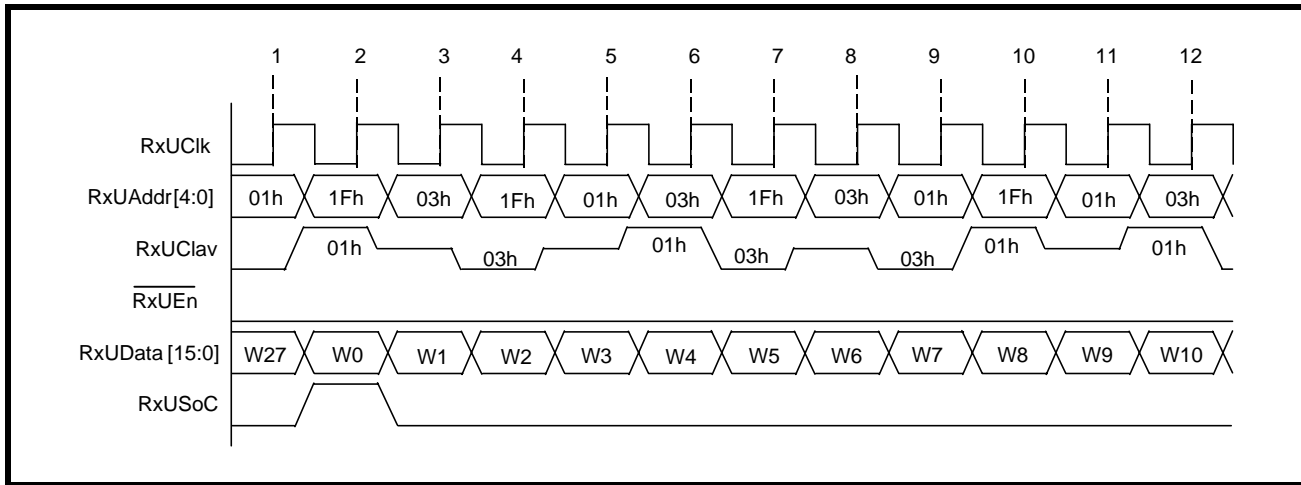 1 2 3 4 5 6 7 8 9 10 11 12
RxUClk
RxUAddr[4:0] 01h 1Fh 03h 1Fh 01h 03h 1Fh 03h 01h 1Fh 01h 03h
RxUClav 01h 03h 01h 03h 03h 01h 01h
RxUEn
RxUData [15:0] W27 W0 W1 W2 W3 W4 W5 W6 W7 W8 W9 W10
RxUSoC